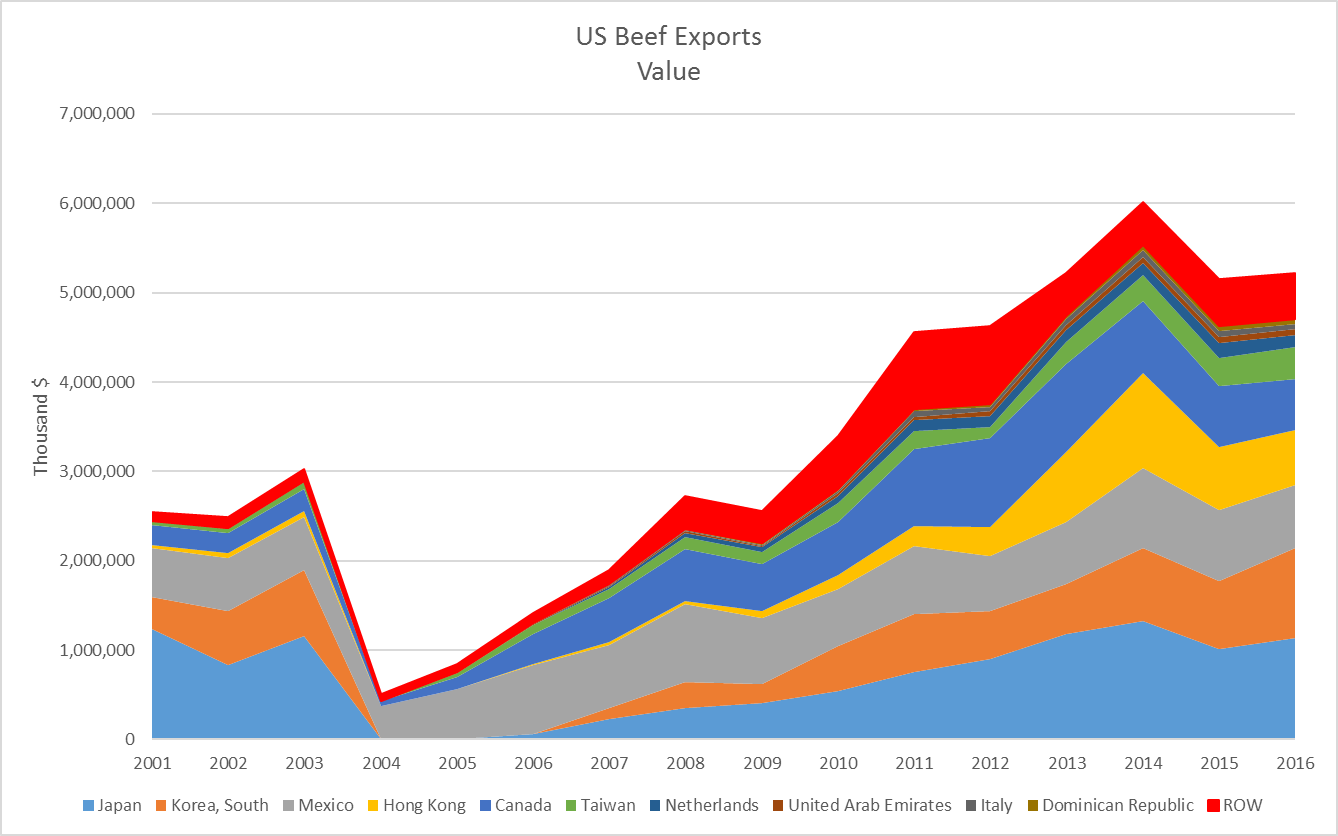 US Beef Exports
Value
7,000,000
6,000,000
5,000,000
4,000,000
3,000,000
2,000,000
1,000,000
0
Thousand $
2001 2002 2003 2004 2005 2006 2007 2008 2009 2010 2011 2012 2013 2014 2015 2016
Japan Korea, South Mexico Hong Kong Canada Taiwan Netherlands United Arab Emirates Italy Dominican Republic ROW